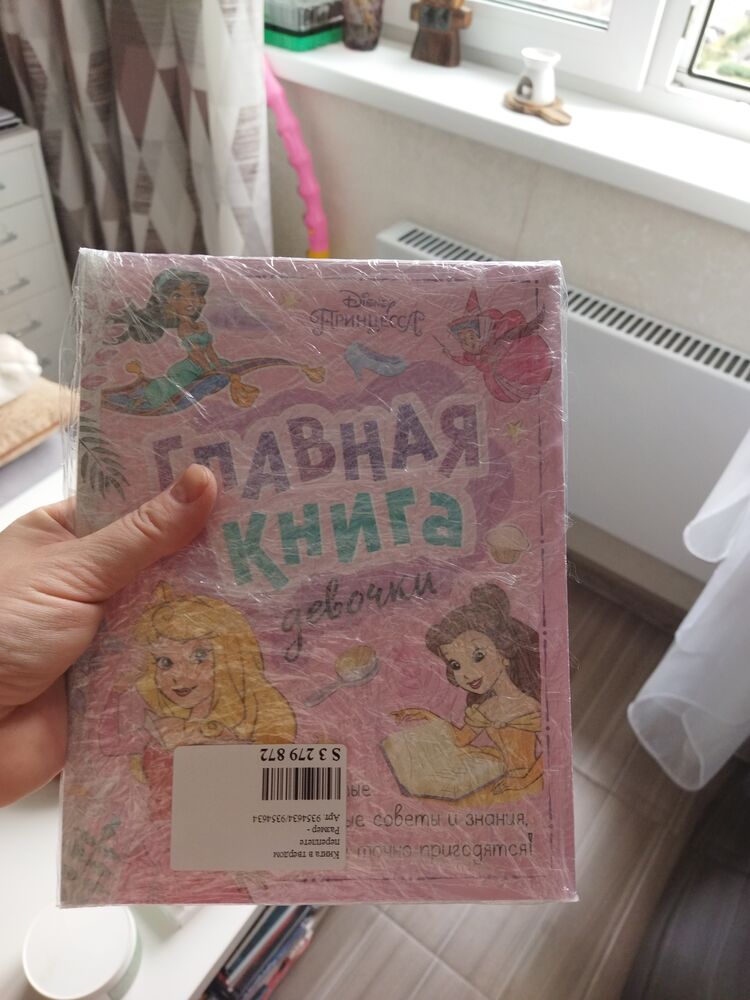 Disney
ПРИНЦЕССА
ГЛАВНАЯ
КНИГА
девочки
советы и знания,
точно пригодятся!
S 3 279 872
Арт. 9354634/9354634
Размер -
Книга в твердом
переплете